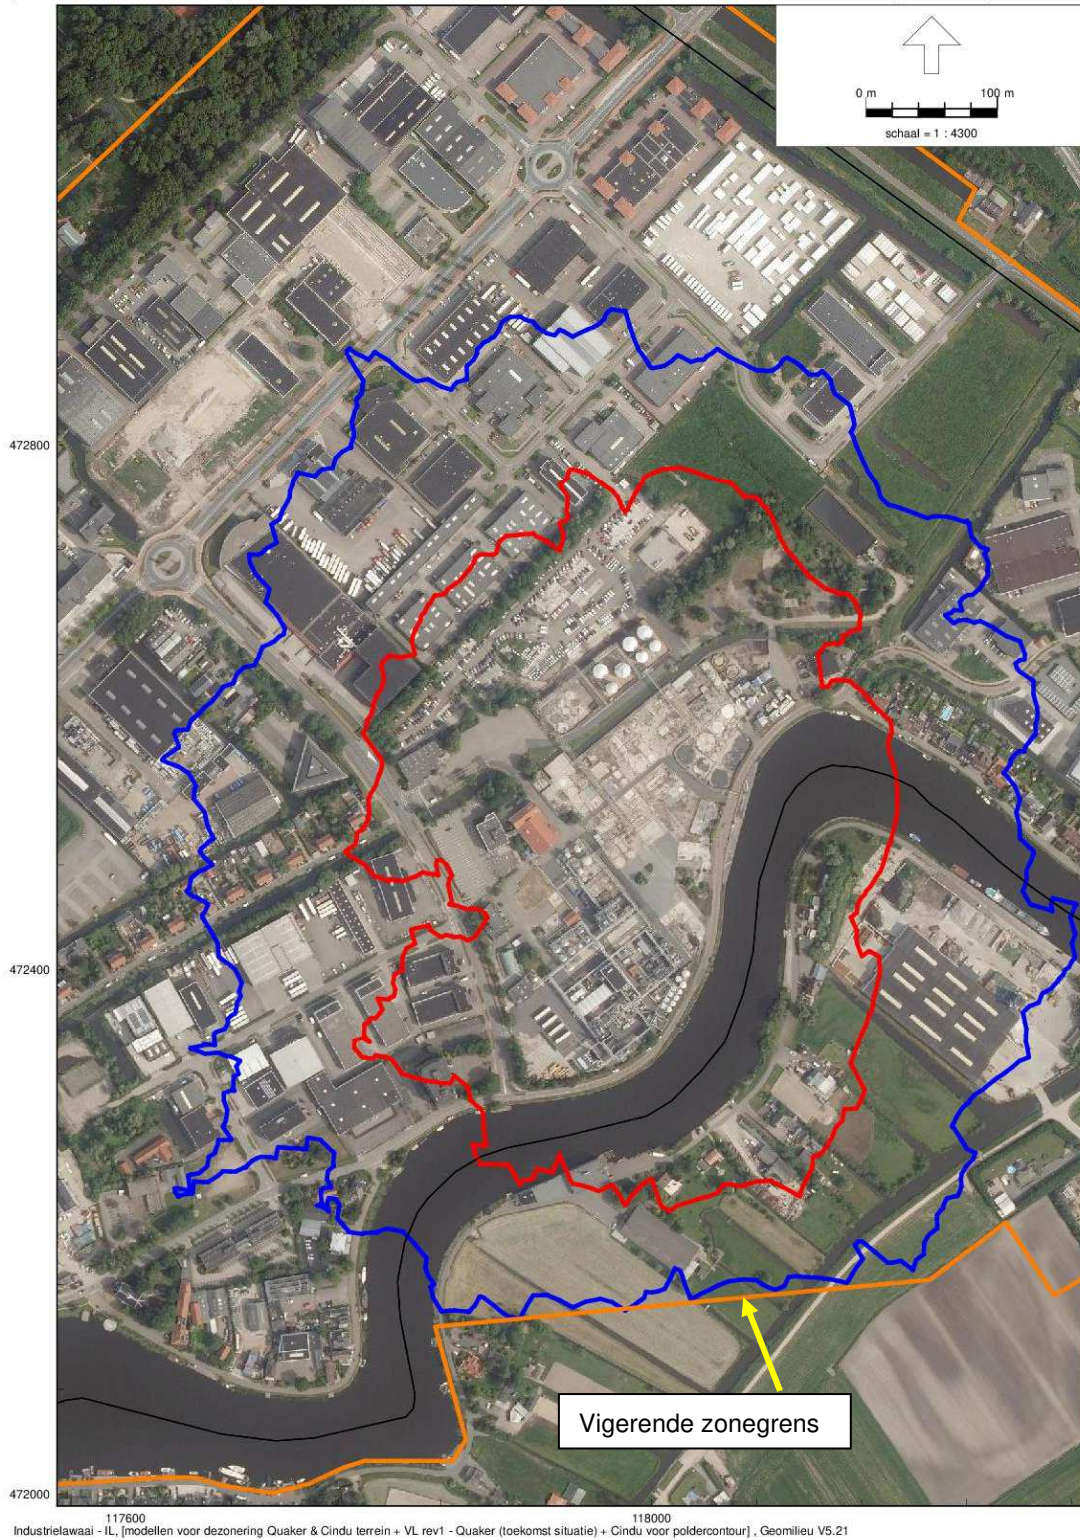 0 m 100 m
schaal = 1 : 4300
472800
472400
Vigerende zonegrens
472000
117600 118000
Industrielawaai - IL, [modellen voor dezonering Quaker & Cindu terrein + VL rev1 - Quaker (toekomst situatie) + Cindu voor poldercontour] , Geomilieu V5.21